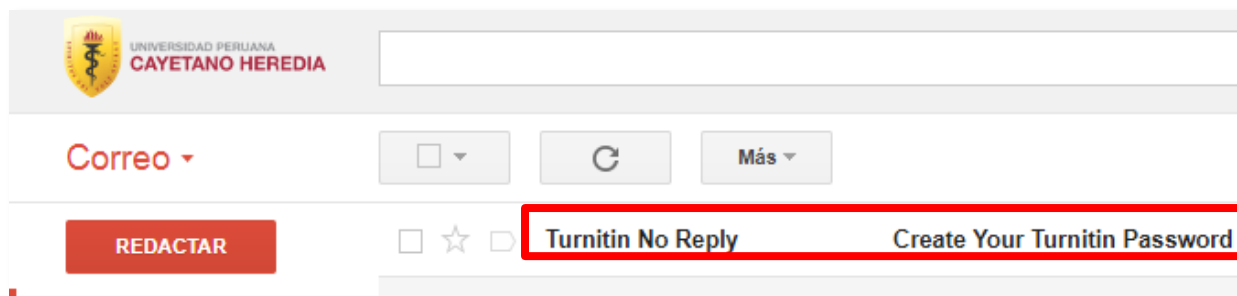 UNIVERSIDAD PERUANA
CAYETANO HEREDIA
Correo
Más
REDACTAR
Turnitin No Reply
Create Your Turnitin Password